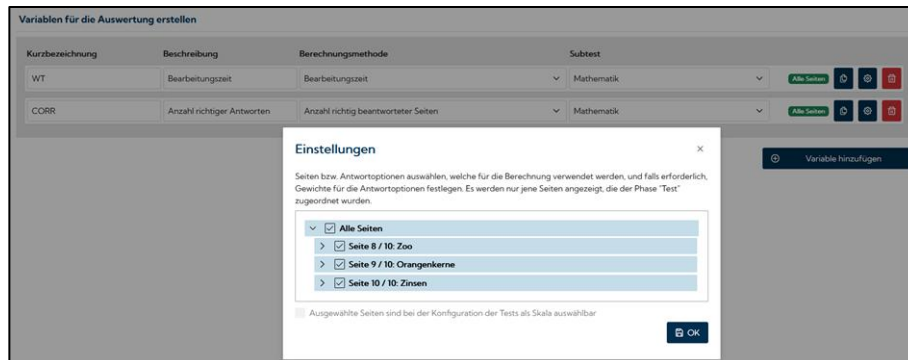 Variablen für die Auswertung erstellen
Kurzbezeichnung Beschreibung Berechnungsmethode Subtest
WT Bearbeitungszeit Bearbeitungszeit Mathematik Alle Seiten
CORR Anzahl richtiger Antworten Anzahl richtig beantworteter Seiten Mathematik Alle Seiten
Variable hinzufügen
Einstellungen
Seiten bzw. Antwortoptionen auswählen, welche für die Berechnung verwendet werden, und falls erforderlich,
Gewichte für die Antwortoptionen festlegen. Es werden nur jene Seiten angezeigt, die der Phase "Test"
zugeordnet wurden.
Alle Seiten
Seite 8 / 10: Zoo
Seite 9 / 10: Orangenkerne
Seite 10 / 10: Zinsen
Ausgewählte Seiten sind bei der Konfiguration der Tests als Skala auswählbar
OK